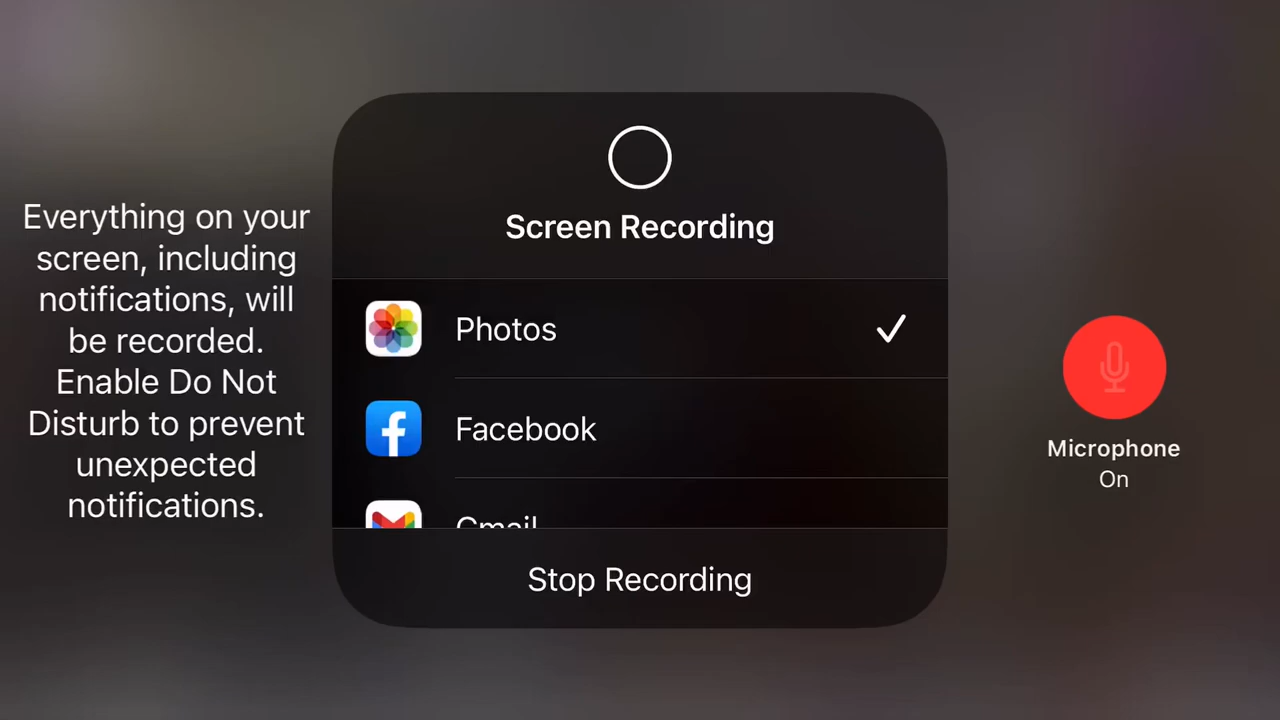 Everything on your
screen, including
notifications, will
be recorded.
Enable Do Not
Disturb to prevent
unexpected
notifications.
Screen Recording
Photos
Facebook
Gmail
Stop Recording
Microphone
On